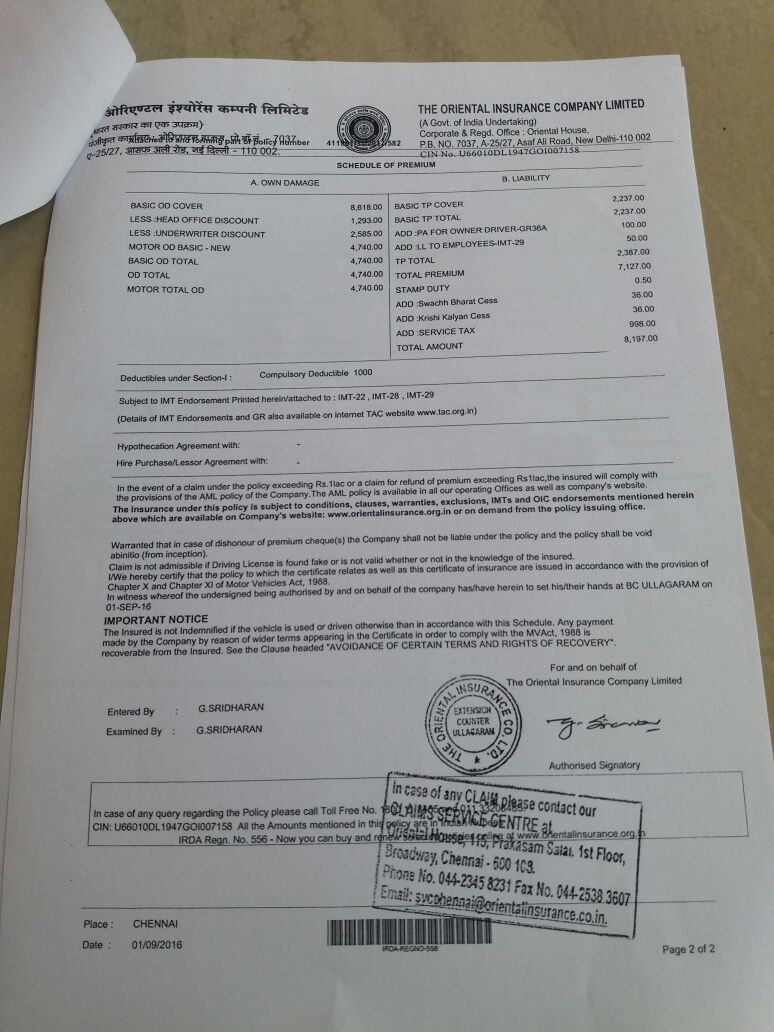 ओरिएण्टल इंश्योरेंस कम्पनी लिमिटेड
भारत सरकार का एक उपक्रम)
पंजीकृत कार्यालय : ओरिएण्टल हाउस, पी.बॉ.नं. - 7037,
Attached to and forming part of policy number
ए-25/27, आसफ अली रोड, नई दिल्ली - 110 002.
THE ORIENTAL INSURANCE COMPANY LIMITED
(A Govt. of India Undertaking)
Corporate & Regd. Office : Oriental House,
P.B. NO. 7037, A-25/27, Asaf Ali Road, New Delhi-110 002
CIN No. U66010DL1947GOI007158
SCHEDULE OF PREMIUM
A. OWN DAMAGE
BASIC OD COVER 8,618.00
LESS :HEAD OFFICE DISCOUNT 1,293.00
LESS :UNDERWRITER DISCOUNT 2,585.00
MOTOR OD BASIC - NEW 4,740.00
BASIC OD TOTAL 4,740.00
OD TOTAL 4,740.00
MOTOR TOTAL OD 4,740.00
B. LIABILITY
BASIC TP COVER 2,237.00
BASIC TP TOTAL 2,237.00
ADD :PA FOR OWNER DRIVER-GR36A 100.00
ADD :LL TO EMPLOYEES-IMT-29 50.00
TP TOTAL 2,387.00
TOTAL PREMIUM 7,127.00
STAMP DUTY 0.50
ADD :Swachh Bharat Cess 36.00
ADD :Krishi Kalyan Cess 36.00
ADD :SERVICE TAX 998.00
TOTAL AMOUNT 8,197.00
Deductibles under Section-I : Compulsory Deductible 1000
Subject to IMT Endorsement Printed herein/attached to : IMT-22 , IMT-28 , IMT-29
(Details of IMT Endorsements and GR also available on internet TAC website www.tac.org.in)
Hypothecation Agreement with: -
Hire Purchase/Lessor Agreement with: -
In the event of a claim under the policy exceeding Rs.1lac or a claim for refund of premium exceeding Rs1lac,the insured will comply with
the provisions of the AML policy of the Company.The AML policy is available in all our operating Offices as well as company's website.
The insurance under this policy is subject to conditions, clauses, warranties, exclusions, IMTs and OIC endorsements mentioned herein
above which are available on Company's website: www.orientalinsurance.org.in or on demand from the policy issuing office.
Warranted that in case of dishonour of premium cheque(s) the Company shall not be liable under the policy and the policy shall be void
abinitio (from inception).
Claim is not admissible if Driving License is found fake or is not valid whether or not in the knowledge of the insured.
I/We hereby certify that the policy to which the certificate relates as well as this certificate of insurance are issued in accordance with the provision of
Chapter X and Chapter XI of Motor Vehicles Act, 1988.
In witness whereof the undersigned being authorised by and on behalf of the company has/have herein to set his/their hands at BC ULLAGARAM on
01-SEP-16
IMPORTANT NOTICE
The Insured is not Indemnified if the vehicle is used or driven otherwise than in accordance with this Schedule. Any payment
made by the Company by reason of wider terms appearing in the Certificate in order to comply with the MVAct, 1988 is
recoverable from the Insured. See the Clause headed "AVOIDANCE OF CERTAIN TERMS AND RIGHTS OF RECOVERY".
For and on behalf of
The Oriental Insurance Company Limited
Entered By : G.SRIDHARAN
Examined By : G.SRIDHARAN
THE ORIENTAL INSURANCE CO. LTD.
EXTENSION
COUNTER
ULLAGARAM
Authorised Signatory
In case of any query regarding the Policy please call Toll Free No.
CIN: U66010DL1947GOI007158 All the Amounts mentioned in this policy are in Indian
IRDA Regn. No. 556 - Now you can buy and renew selected policies online at www.orientalinsurance.org.in
In case of any CLAIM please contact our
CLAIMS SERVICE CENTRE at
House, 115, Prakasam Salai, 1st Floor,
Broadway, Chennai - 600 108.
Phone No. 044-2345 8231 Fax No. 044-2538 3607
Email: svcchennai@orientalinsurance.co.in.
Place : CHENNAI
Date : 01/09/2016
IRDA-REGNO-556
Page 2 of 2